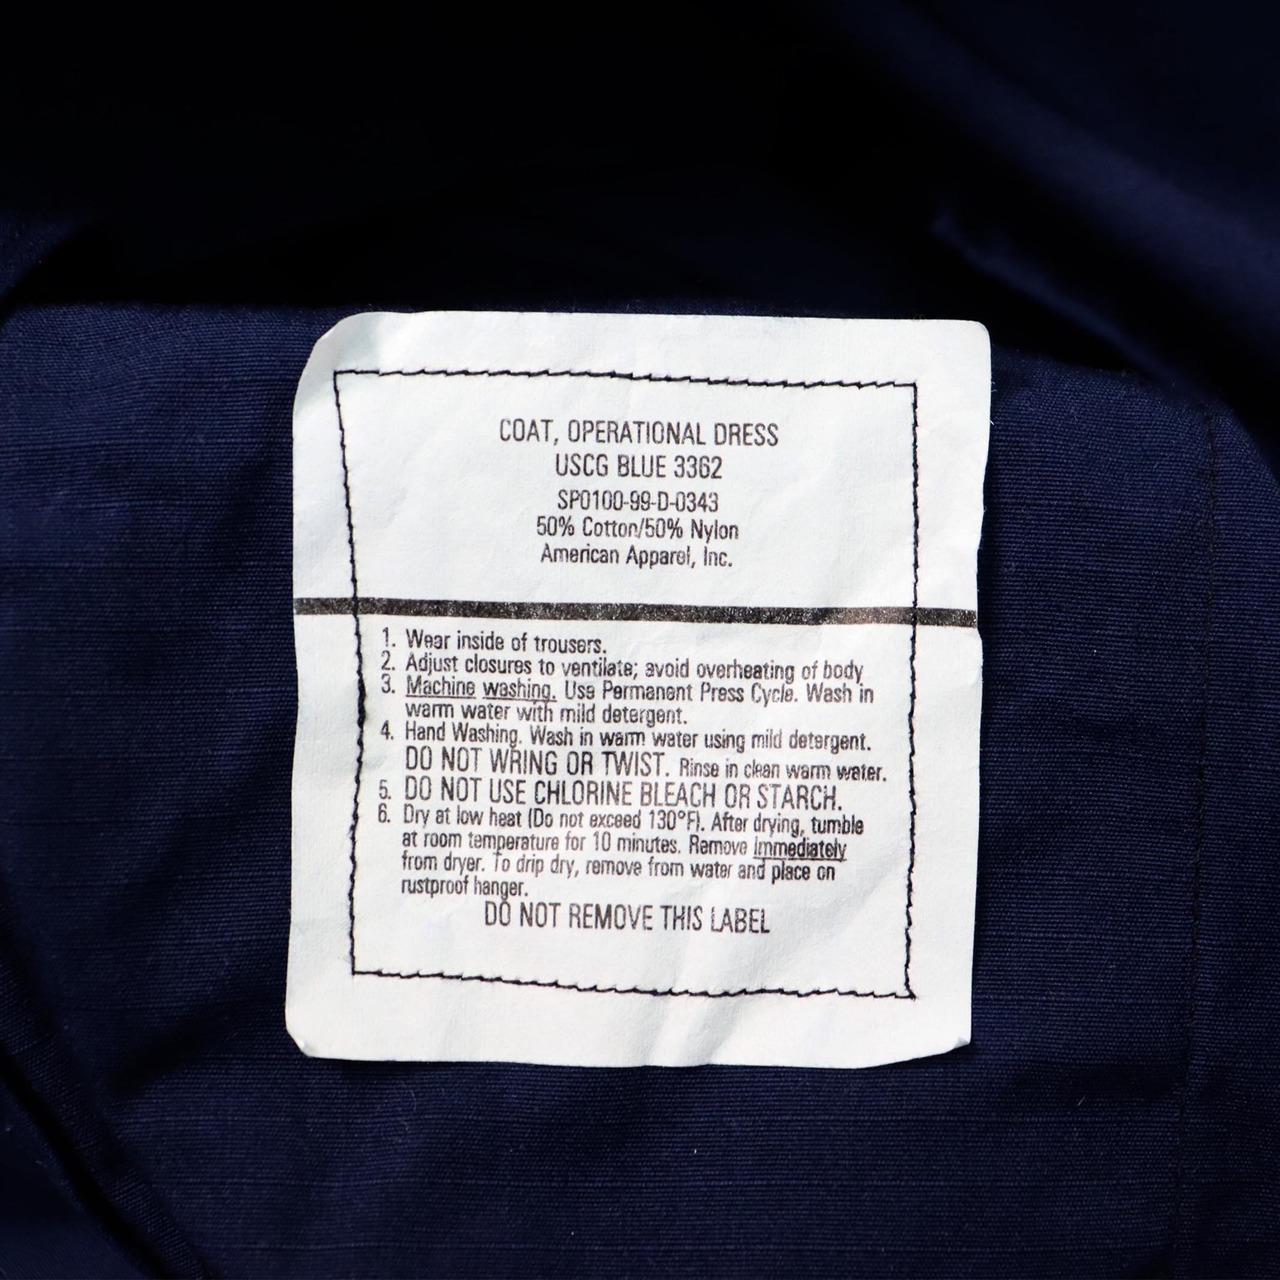 COAT, OPERATIONAL DRESS
USCG BLUE 3362
SP0100-99-D-0343
50% Cotton/50% Nylon
American Apparel, Inc.
1. Wear inside of trousers.
2. Adjust closures to ventilate; avoid overheating of body
3. Machine washing. Use Permanent Press Cycle. Wash in
warm water with mild detergent.
4. Hand Washing. Wash in warm water using mild detergent.
DO NOT WRING OR TWIST. Rinse in clean warm water.
5. DO NOT USE CHLORINE BLEACH OR STARCH.
6. Dry at low heat (Do not exceed 130°F). After drying, tumble
at room temperature for 10 minutes. Remove immediately
from dryer. To drip dry, remove from water and place on
rustproof hanger.
DO NOT REMOVE THIS LABEL